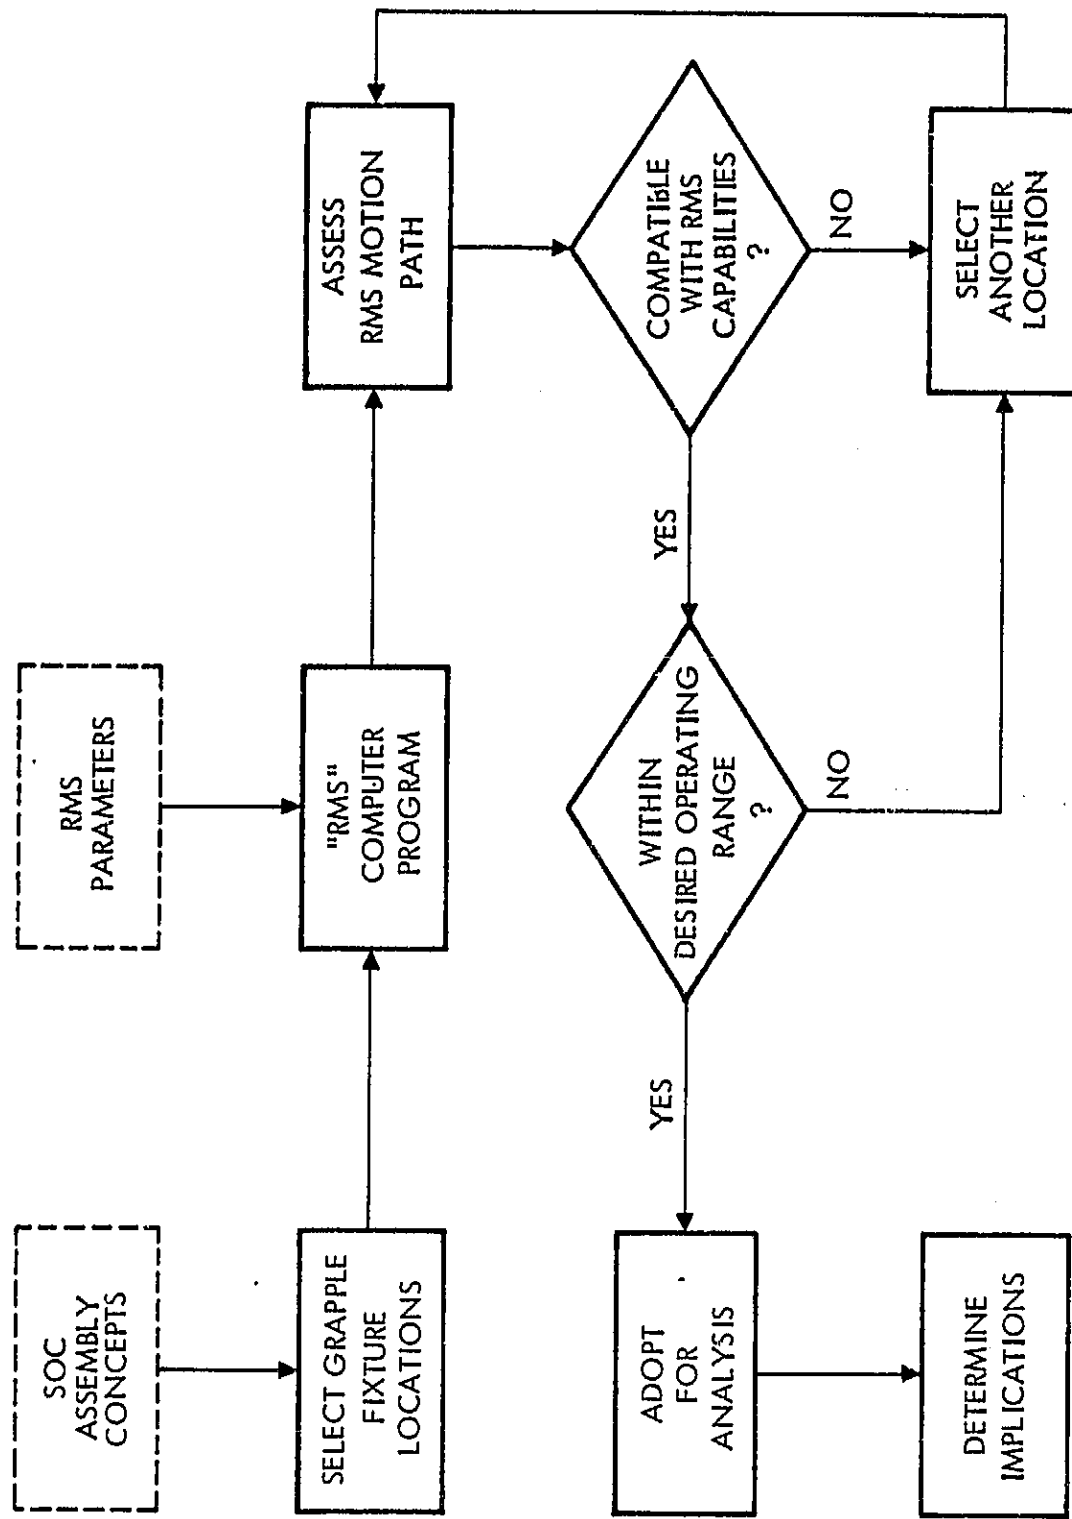 SOC
ASSEMBLY
CONCEPTS
RMS
PARAMETERS
SELECT GRAPPLE
FIXTURE
LOCATIONS
"RMS"
COMPUTER
PROGRAM
ASSESS
RMS MOTION
PATH
COMPATIBLE
WITH RMS
CAPABILITIES
?
YES
NO
WITHIN
DESIRED OPERATING
RANGE
?
YES
NO
ADOPT
FOR
ANALYSIS
SELECT
ANOTHER
LOCATION
DETERMINE
IMPLICATIONS